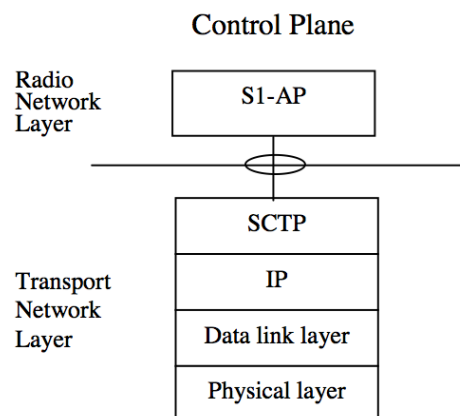 Control Plane
Radio
Network
Layer
S1-AP
SCTP
Transport
Network
Layer
IP
Data link layer
Physical layer